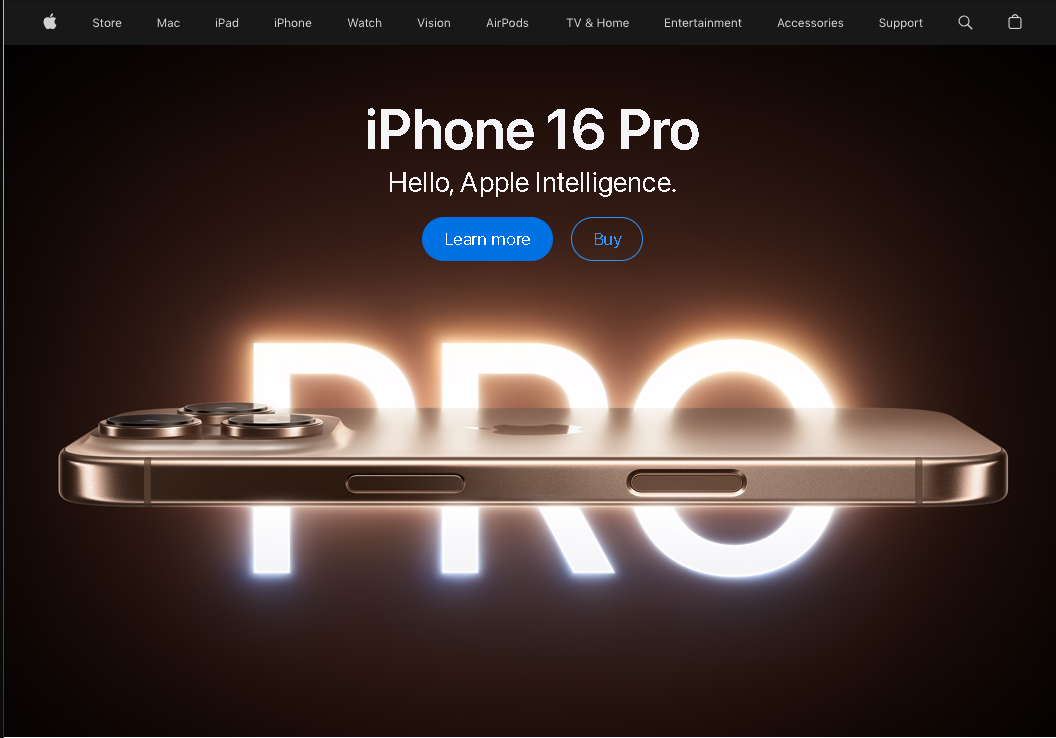 Store Mac iPad iPhone Watch Vision AirPods TV & Home Entertainment Accessories Support
iPhone 16 Pro
Hello, Apple Intelligence.
Learn more Buy
PRO